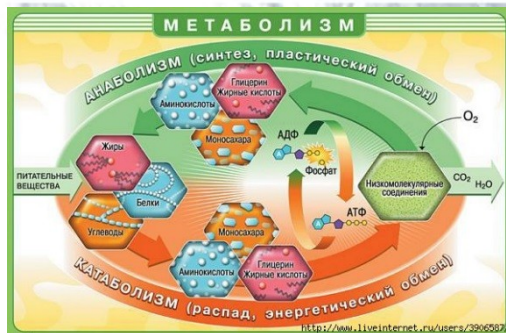 МЕТАБОЛИЗМ
АНАБОЛИЗМ (синтез, пластический обмен)
Глицерин
Жирные кислоты
Аминокислоты
Моносахара
АДФ
Фосфат
O₂
Жиры
ПИТАТЕЛЬНЫЕ
ВЕЩЕСТВА
Белки
Углеводы
Низкомолекулярные
соединения
CO₂
H₂O
АТФ
Моносахара
Аминокислоты
Глицерин
Жирные кислоты
КАТАБОЛИЗМ (распад, энергетический обмен)
http://www.liveinternet.ru/users/3906587